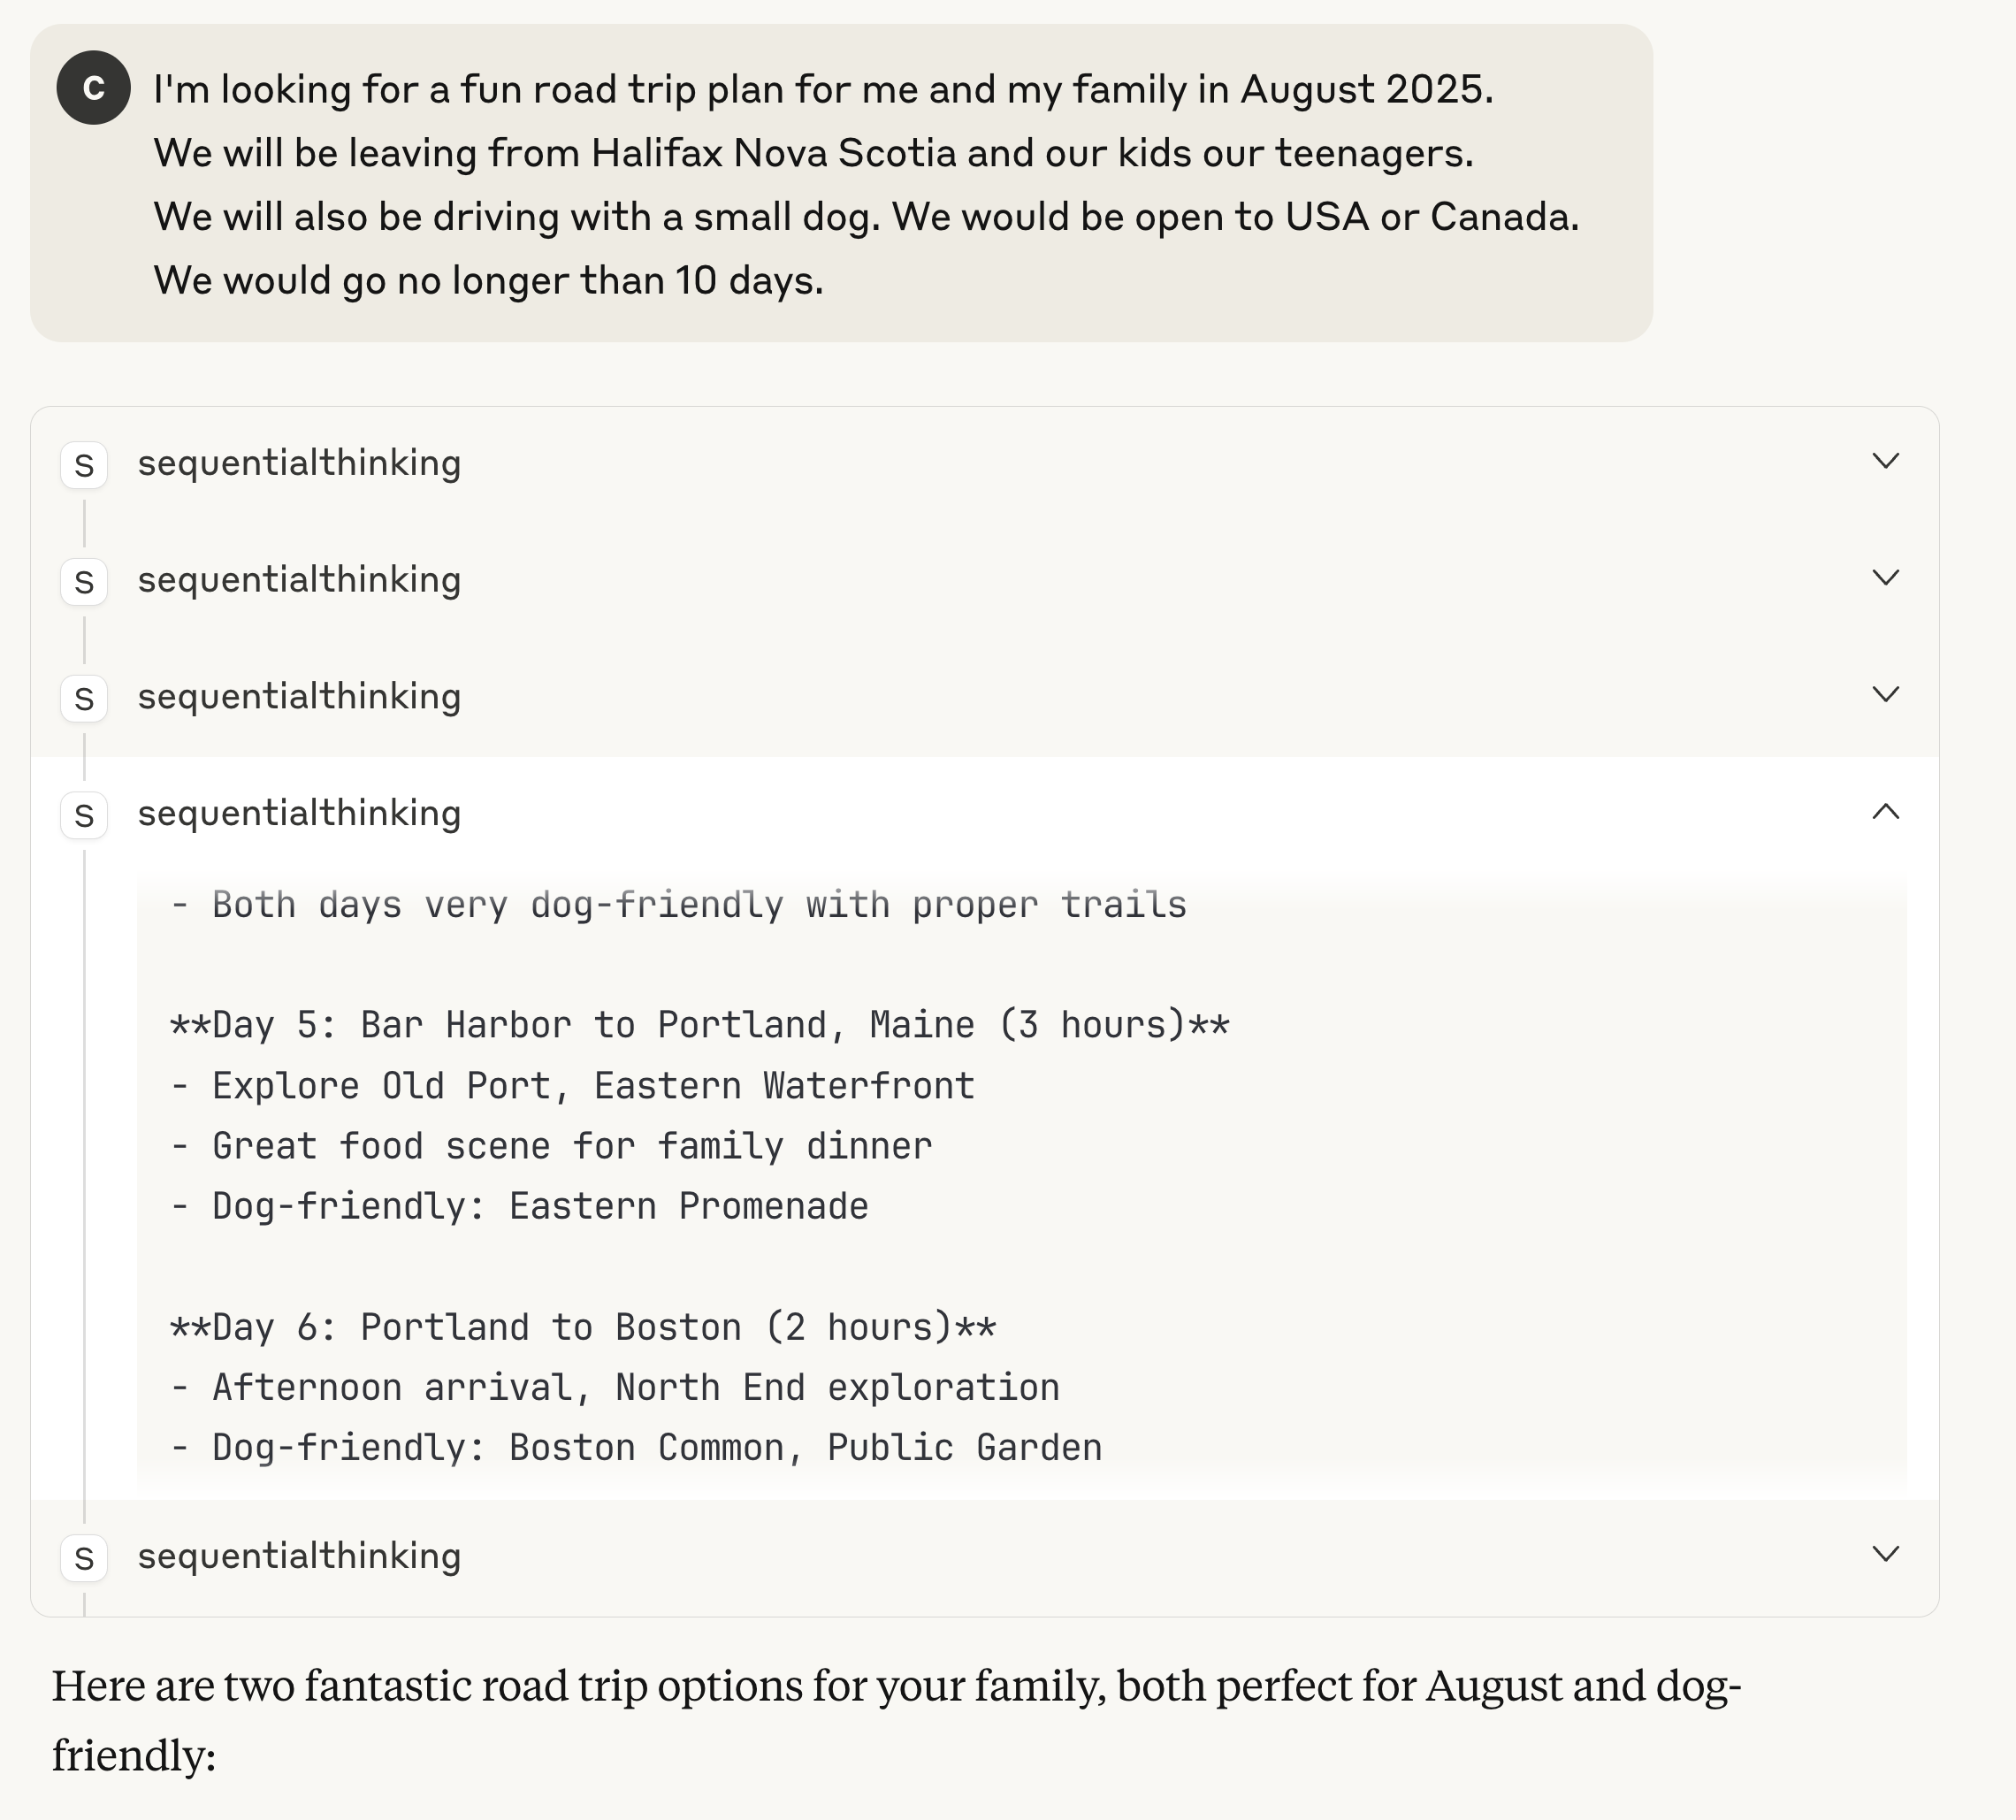 C
I'm looking for a fun road trip plan for me and my family in August 2025.
We will be leaving from Halifax Nova Scotia and our kids our teenagers.
We will also be driving with a small dog. We would be open to USA or Canada.
We would go no longer than 10 days.
S sequentialthinking
S sequentialthinking
S sequentialthinking
S sequentialthinking
- Both days very dog-friendly with proper trails
**Day 5: Bar Harbor to Portland, Maine (3 hours)**
- Explore Old Port, Eastern Waterfront
- Great food scene for family dinner
- Dog-friendly: Eastern Promenade
**Day 6: Portland to Boston (2 hours)**
- Afternoon arrival, North End exploration
- Dog-friendly: Boston Common, Public Garden
S sequentialthinking
Here are two fantastic road trip options for your family, both perfect for August and dog-
friendly: